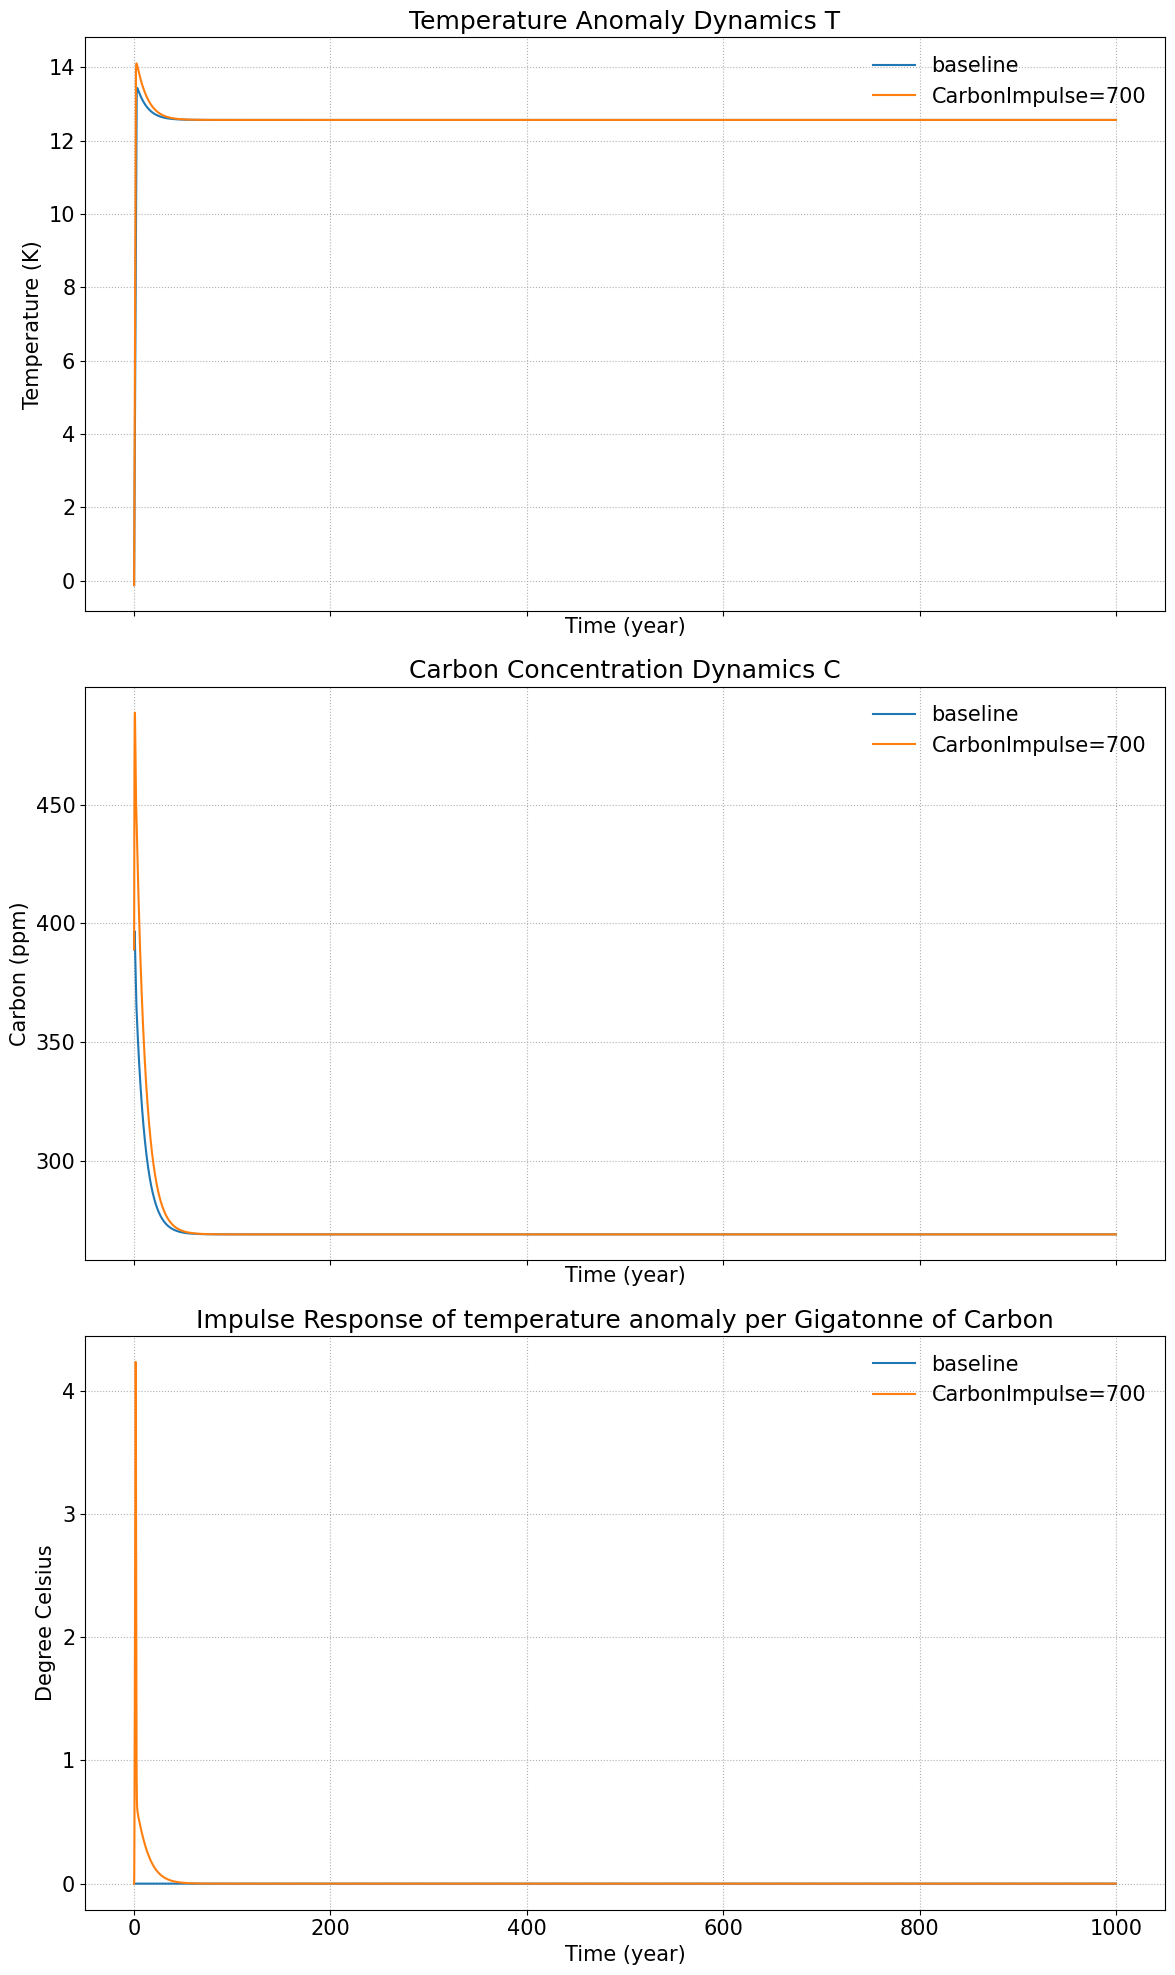 Temperature Anomaly Dynamics T
baseline
CarbonImpulse=700
14
12
10
8
6
4
2
0
Temperature (K)
Time (year)
Carbon Concentration Dynamics C
baseline
CarbonImpulse=700
450
400
350
300
Carbon (ppm)
Time (year)
Impulse Response of temperature anomaly per Gigatonne of Carbon
baseline
CarbonImpulse=700
4
3
2
1
0
Degree Celsius
0 200 400 600 800 1000
Time (year)